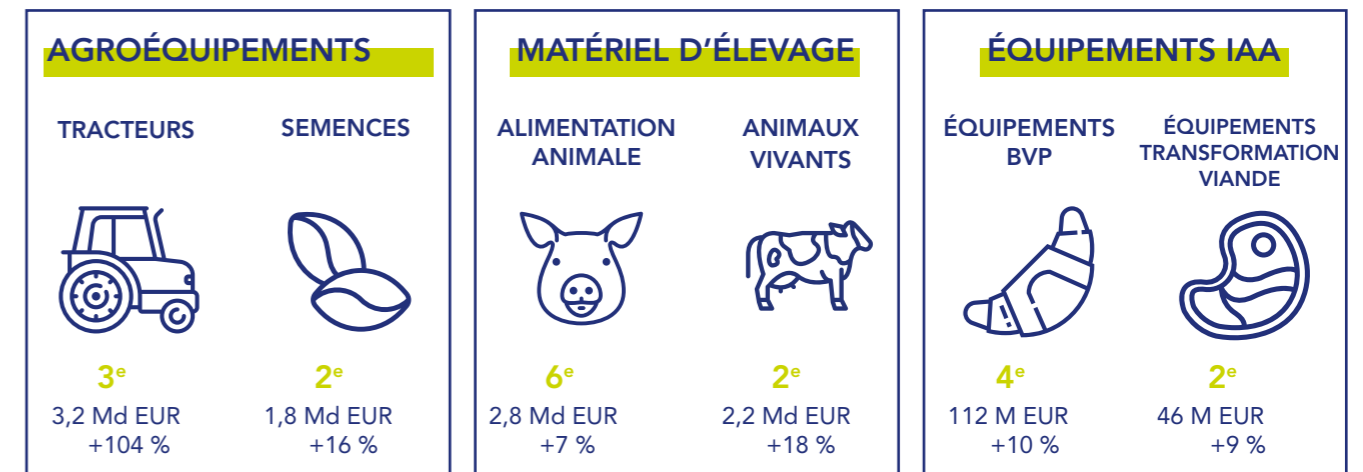 AGROÉQUIPEMENTS
TRACTEURS
3e
3,2 Md EUR
+104 %
SEMENCES
2e
1,8 Md EUR
+16 %
MATÉRIEL D’ÉLEVAGE
ALIMENTATION
ANIMALE
6e
2,8 Md EUR
+7 %
ANIMAUX
VIVANTS
2e
2,2 Md EUR
+18 %
ÉQUIPEMENTS IAA
ÉQUIPEMENTS
BVP
4e
112 M EUR
+10 %
ÉQUIPEMENTS
TRANSFORMATION
VIANDE
2e
46 M EUR
+9 %